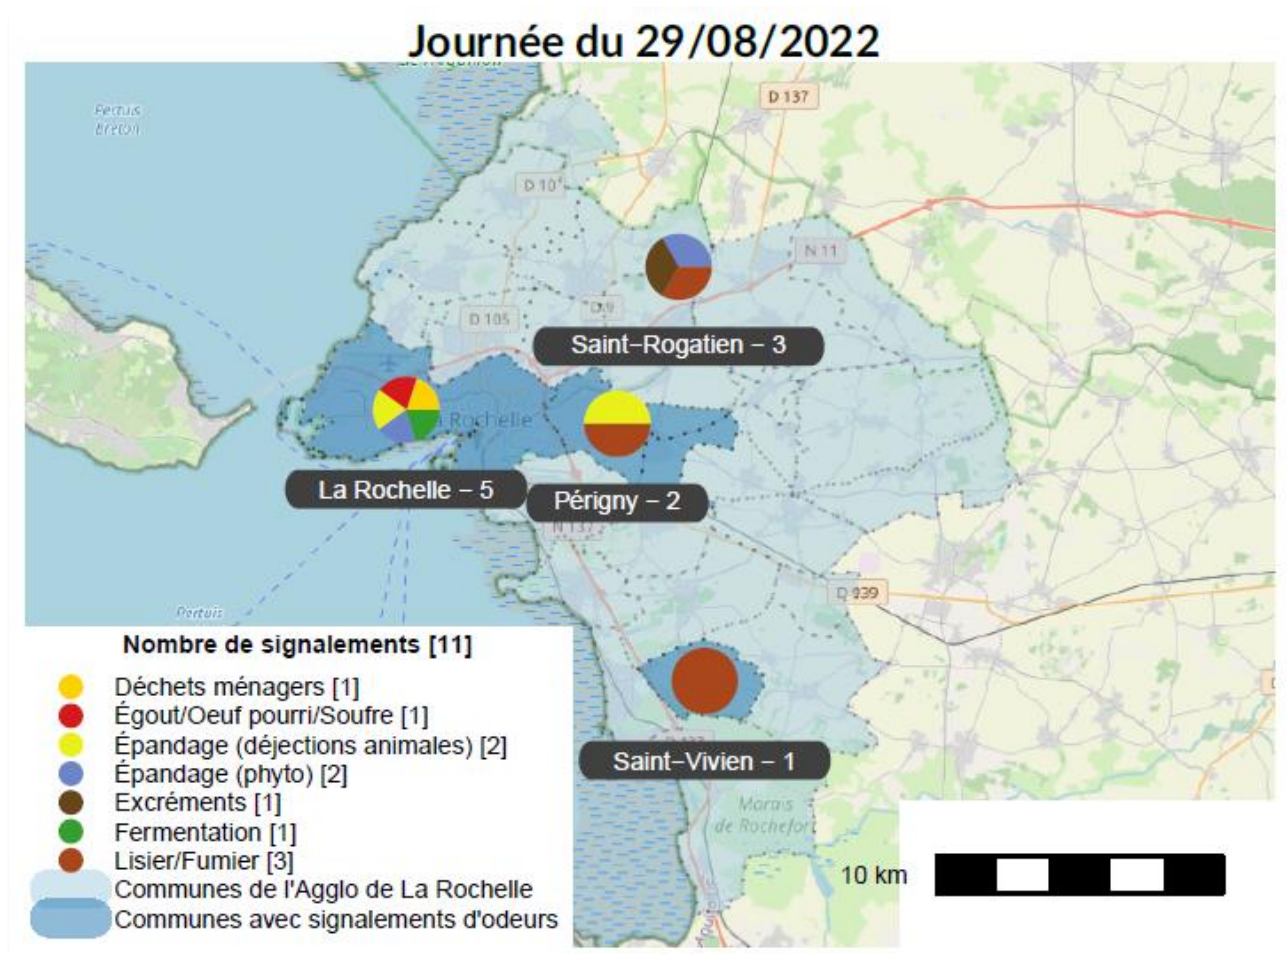 Journée du 29/08/2022
Pertuis
Breton
D 137
D 10
N 11
D 9
D 105
Saint-Rogatien – 3
La Rochelle
La Rochelle – 5
Périgny – 2
N 137
D 939
Pertuis
Saint-Vivien – 1
Marais
de Rochefort
Nombre de signalements [11]
Déchets ménagers [1]
Égout/Oeuf pourri/Soufre [1]
Épandage (déjections animales) [2]
Épandage (phyto) [2]
Excréments [1]
Fermentation [1]
Lisier/Fumier [3]
Communes de l'Agglo de La Rochelle
Communes avec signalements d'odeurs
10 km